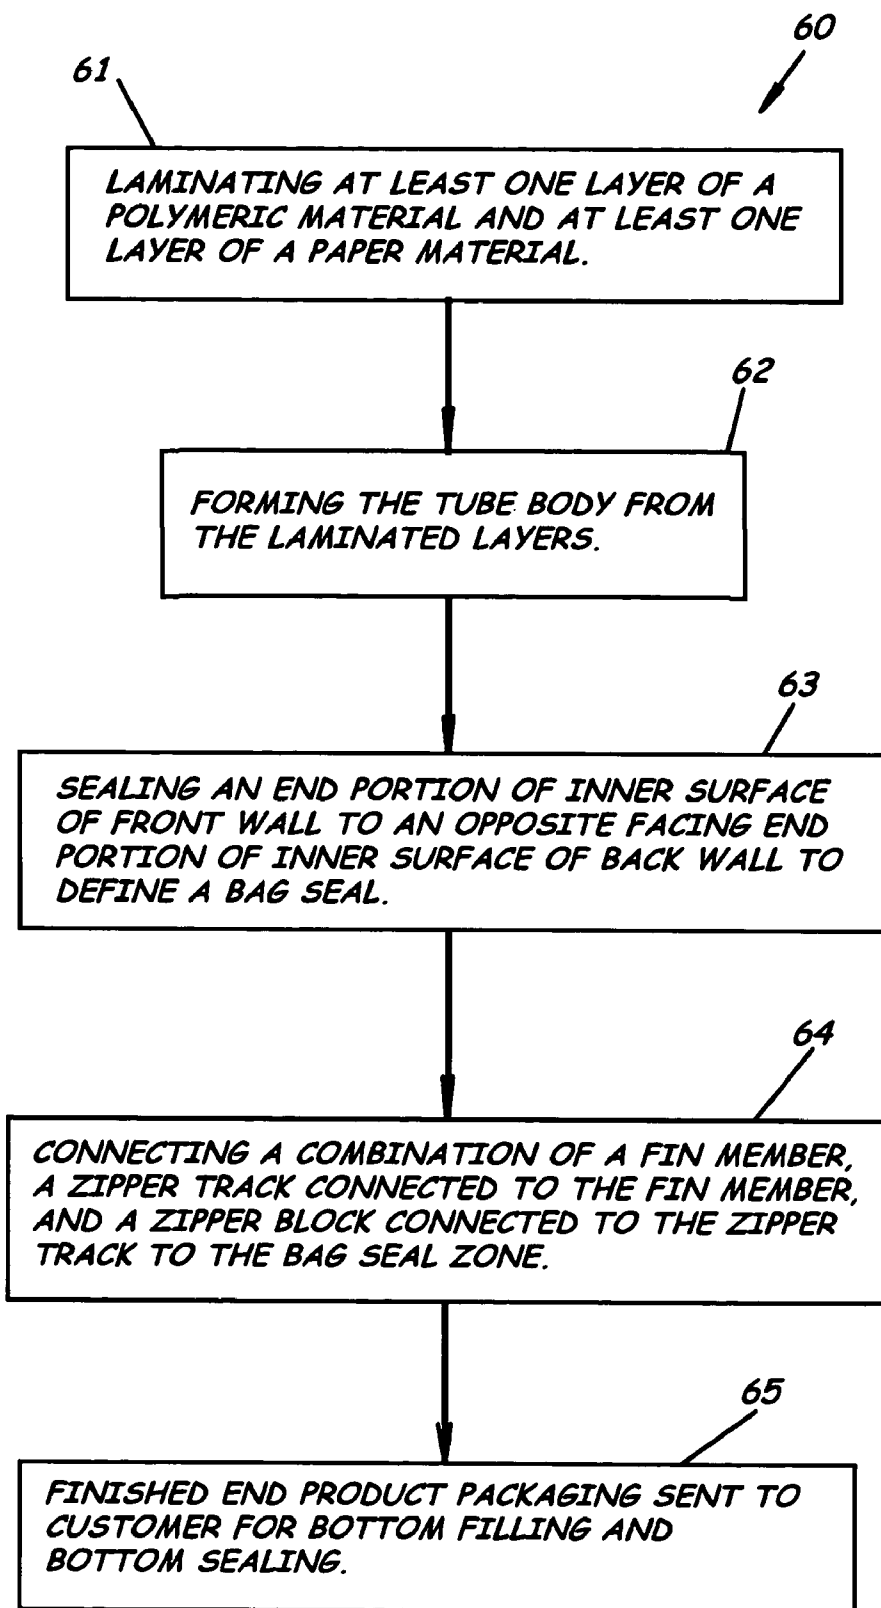 60
61
LAMINATING AT LEAST ONE LAYER OF A
POLYMERIC MATERIAL AND AT LEAST ONE
LAYER OF A PAPER MATERIAL.
62
FORMING THE TUBE BODY FROM
THE LAMINATED LAYERS.
63
SEALING AN END PORTION OF INNER SURFACE
OF FRONT WALL TO AN OPPOSITE FACING END
PORTION OF INNER SURFACE OF BACK WALL TO
DEFINE A BAG SEAL.
64
CONNECTING A COMBINATION OF A FIN MEMBER,
A ZIPPER TRACK CONNECTED TO THE FIN MEMBER,
AND A ZIPPER BLOCK CONNECTED TO THE ZIPPER
TRACK TO THE BAG SEAL ZONE.
65
FINISHED END PRODUCT PACKAGING SENT TO
CUSTOMER FOR BOTTOM FILLING AND
BOTTOM SEALING.